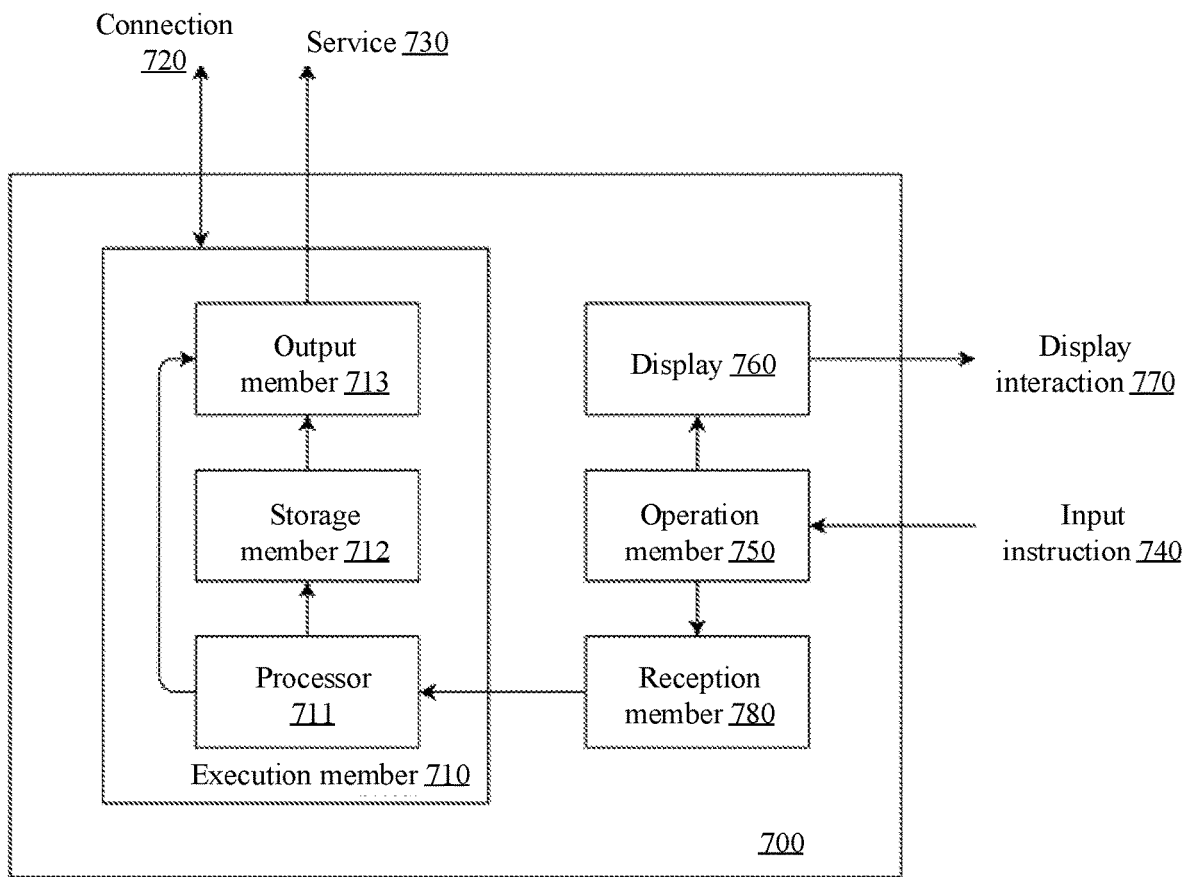 Connection
720
Service 730
Output
member 713
Display 760
Display
interaction 770
Storage
member 712
Operation
member 750
Input
instruction 740
Processor
711
Reception
member 780
Execution member 710
700